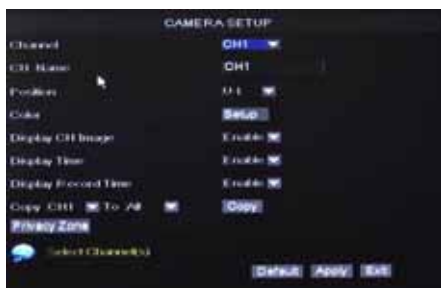 CAMERA SETUP
Channel CH1
CH Name CH1
Position U-L
Color Setup
Display CH Image Enable
Display Time Enable
Display Record Time Enable
Copy CH1 To All Copy
Privacy Zone
Select Channel(s)
Default Apply Exit